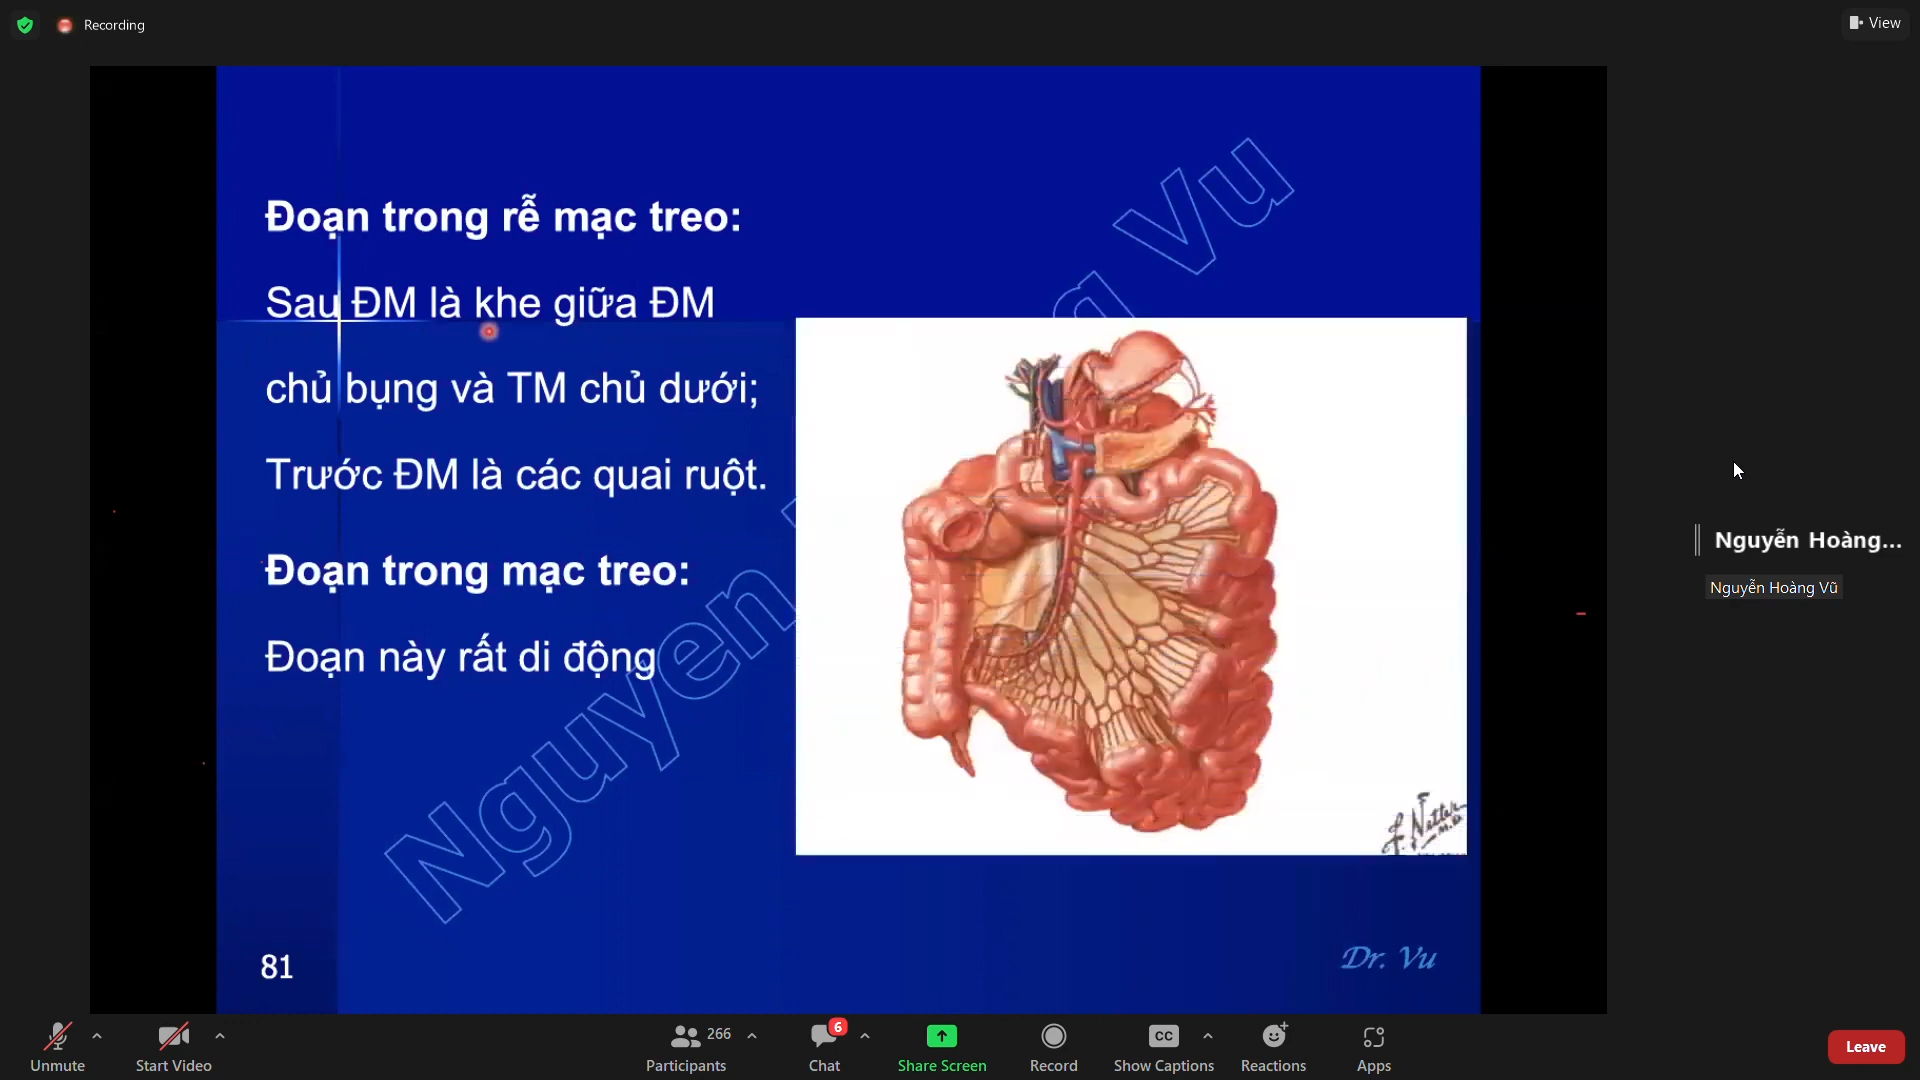 Recording
View
Đoạn trong rễ mạc treo:
Sau ĐM là khe giữa ĐM
chủ bụng và TM chủ dưới;
Trước ĐM là các quai ruột.
Đoạn trong mạc treo:
Đoạn này rất di động
Nguyen
g Vu
F. Netter
M.D.
81
Dr. Vu
Nguyễn Hoàng...
Nguyễn Hoàng Vũ
Unmute
Start Video
266
Participants
6
Chat
Share Screen
Record
CC
Show Captions
Reactions
Apps
Leave